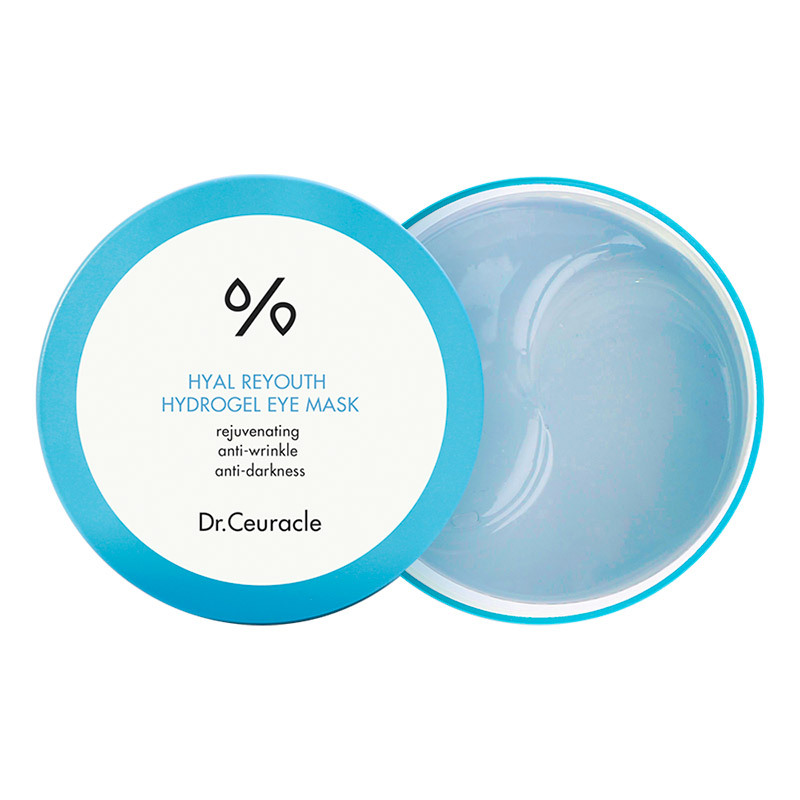 HYAL REYOUTH
HYDROGEL EYE MASK
rejuvenating
anti-wrinkle
anti-darkness
Dr.Ceuracle